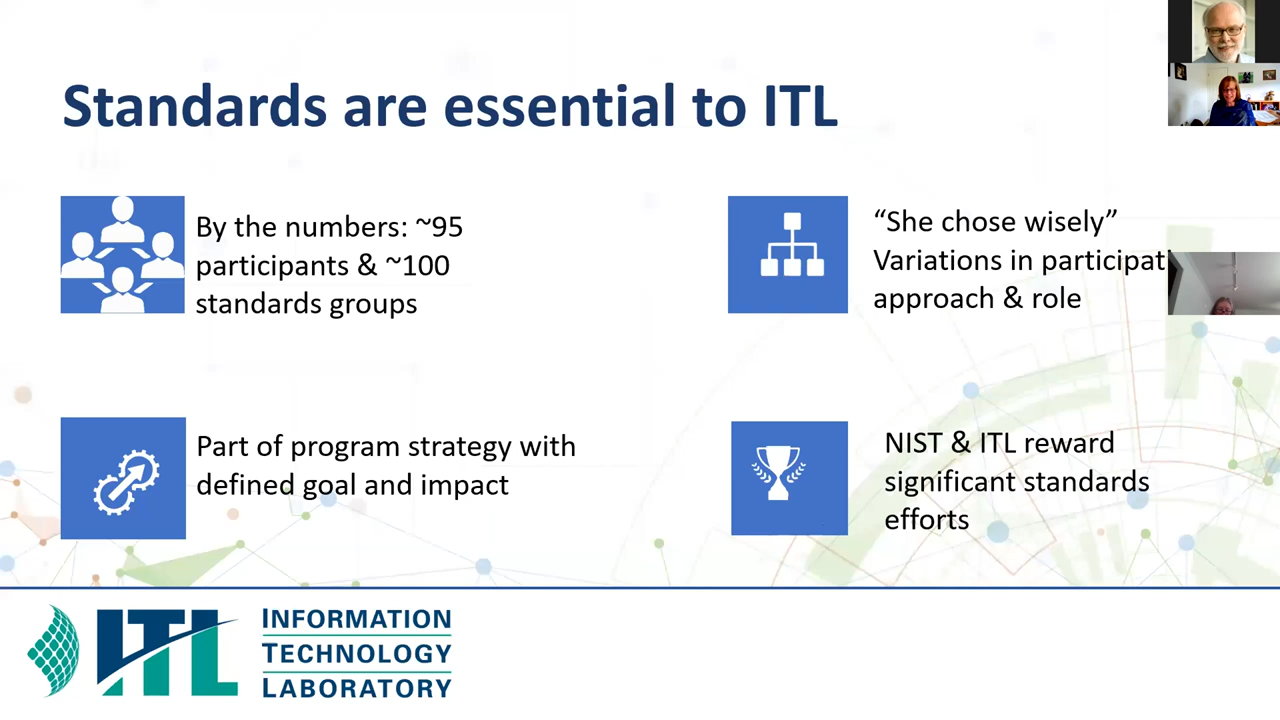 Standards are essential to ITL
By the numbers: ~95
participants & ~100
standards groups
“She chose wisely”
Variations in
approach & role
Part of program strategy with
defined goal and impact
NIST & ITL reward
significant standards
efforts
ITL
INFORMATION
TECHNOLOGY
LABORATORY